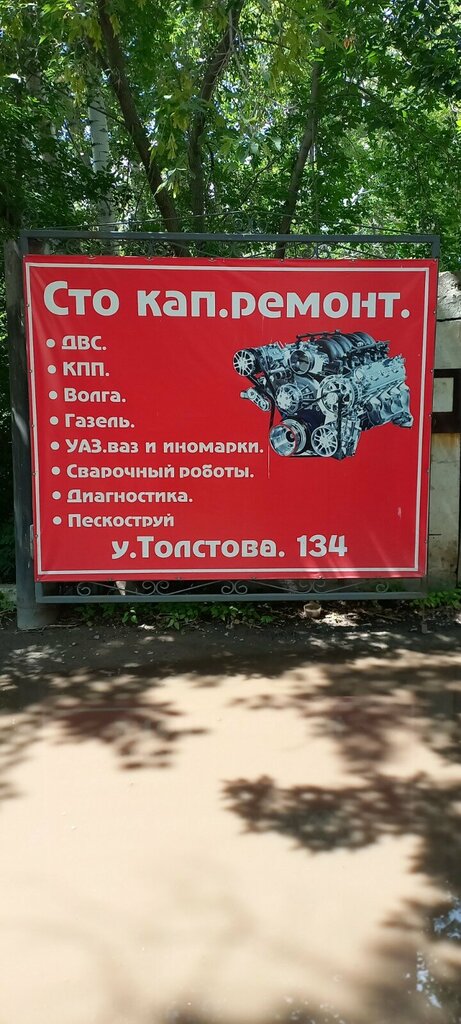 Сто кап.ремонт.
• ДВС.
• КПП.
• Волга.
• Газель.
• УАЗ.ваз и иномарки.
• Сварочный роботы.
• Диагностика.
• Пескоструй
у.Толстова. 134